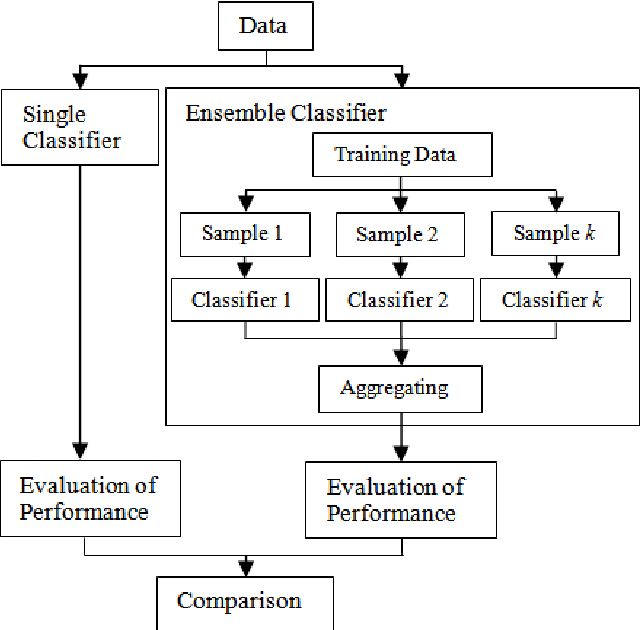 Data
Single
Classifier
Ensemble Classifier
Training Data
Sample 1
Sample 2
Sample k
Classifier 1
Classifier 2
Classifier k
Aggregating
Evaluation of
Performance
Evaluation of
Performance
Comparison